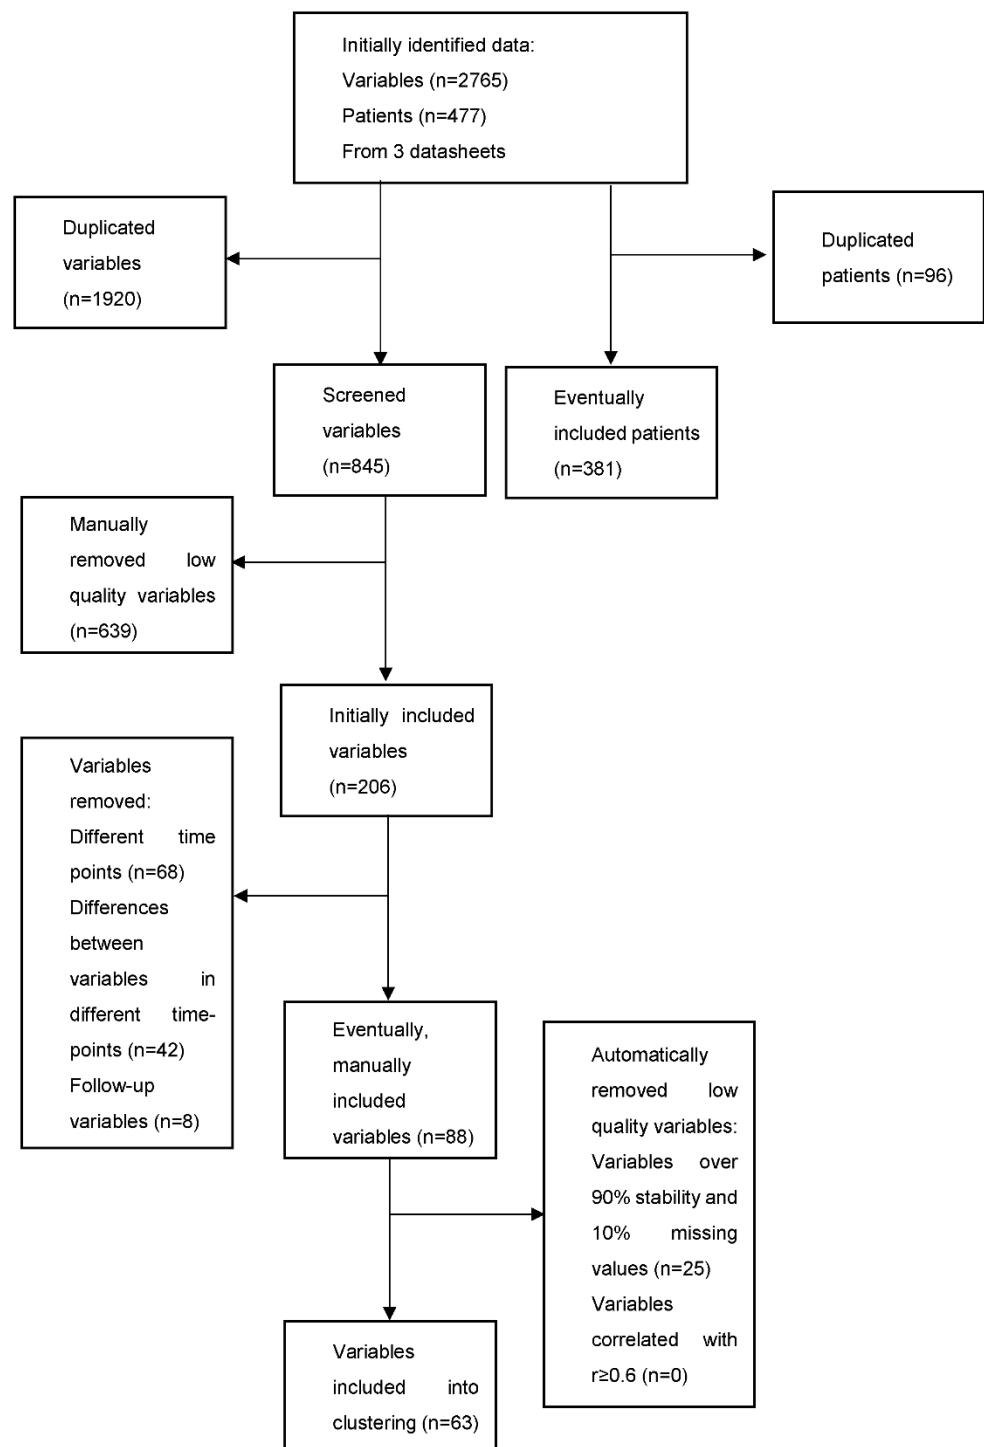 Initially identified data:
Variables (n=2765)
Patients (n=477)
From 3 datasheets
Duplicated
variables
(n=1920)
Duplicated
patients (n=96)
Screened
variables
(n=845)
Eventually
included patients
(n=381)
Manually
removed low
quality variables
(n=639)
Initially included
variables
(n=206)
Variables
removed:
Different time
points (n=68)
Differences
between
variables in
different time-
points (n=42)
Follow-up
variables (n=8)
Eventually,
manually
included
variables (n=88)
Automatically
removed low
quality variables:
Variables over
90% stability and
10% missing
values (n=25)
Variables
correlated with
r≥0.6 (n=0)
Variables
included into
clustering (n=63)